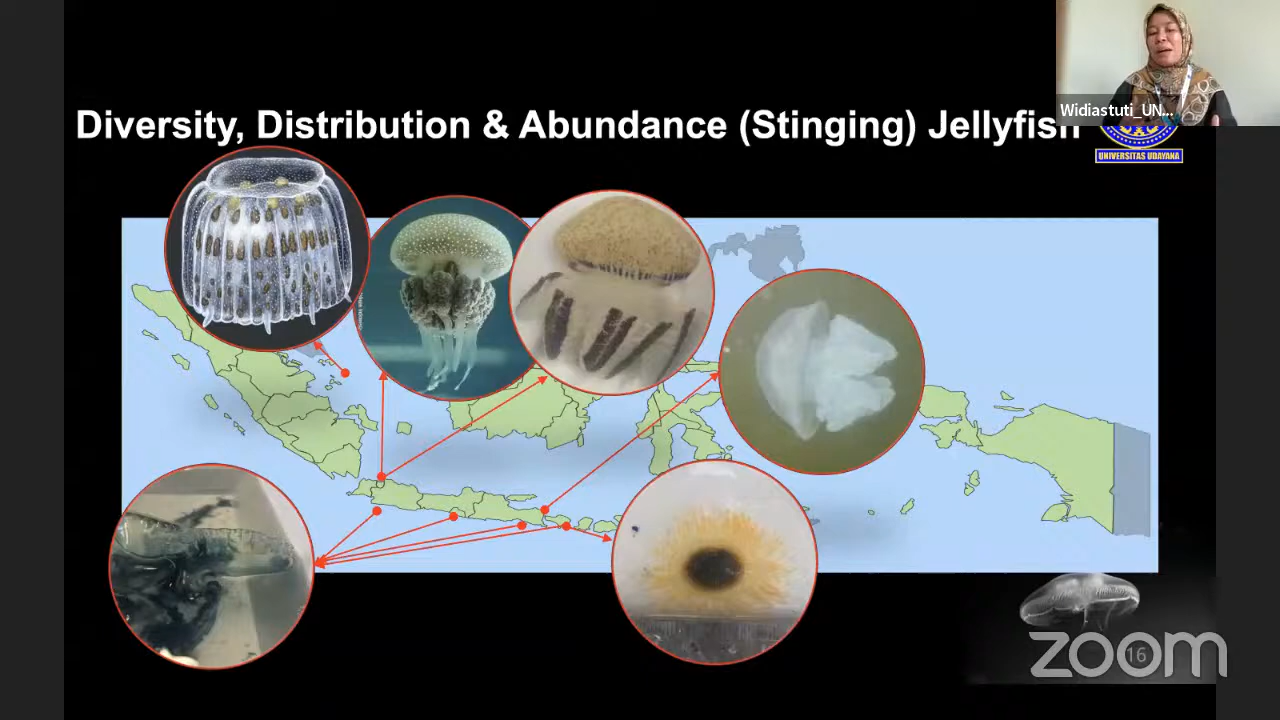 Widiastuti_UN...
Diversity, Distribution & Abundance (Stinging) Jellyfish
UNIVERSITAS UDAYANA
16
zoom